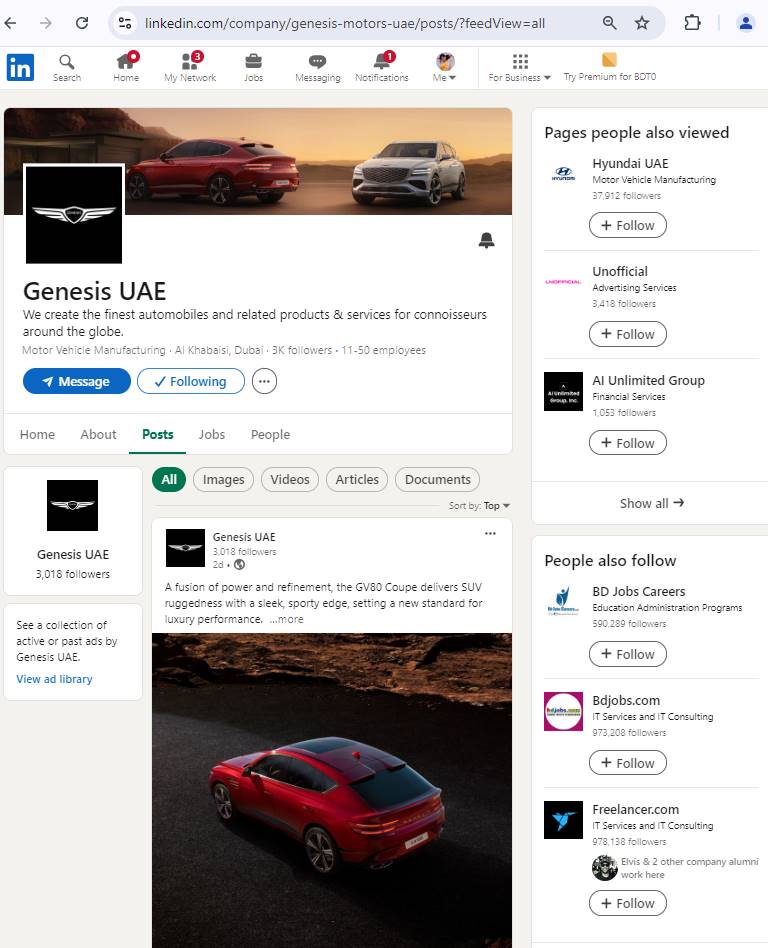 linkedin.com/company/genesis-motors-uae/posts/?feedView=all
in
Search
Home
3
My Network
Jobs
Messaging
1
Notifications
Me
For Business
Try Premium for BDT0
GENESIS
Genesis UAE
We create the finest automobiles and related products & services for connoisseurs
around the globe.
Motor Vehicle Manufacturing · Al Khabaisi, Dubai · 3K followers · 11-50 employees
Message
Following
Home
About
Posts
Jobs
People
Genesis UAE
3,018 followers
See a collection of
active or past ads by
Genesis UAE.
View ad library
All
Images
Videos
Articles
Documents
Sort by: Top
Genesis UAE
3,018 followers
2d •
A fusion of power and refinement, the GV80 Coupe delivers SUV
ruggedness with a sleek, sporty edge, setting a new standard for
luxury performance. ...more
Pages people also viewed
HYUNDAI
Hyundai UAE
Motor Vehicle Manufacturing
37,912 followers
+ Follow
UNOFFICIAL
Unofficial
Advertising Services
3,418 followers
+ Follow
AI Unlimited
Group, Inc.
AI Unlimited Group
Financial Services
1,053 followers
+ Follow
Show all →
People also follow
BD Jobs Careers
Education Administration Programs
590,289 followers
+ Follow
bdjobs.com
Bdjobs.com
IT Services and IT Consulting
973,208 followers
+ Follow
Freelancer.com
IT Services and IT Consulting
978,138 followers
Elvis & 2 other company alumni
work here
+ Follow